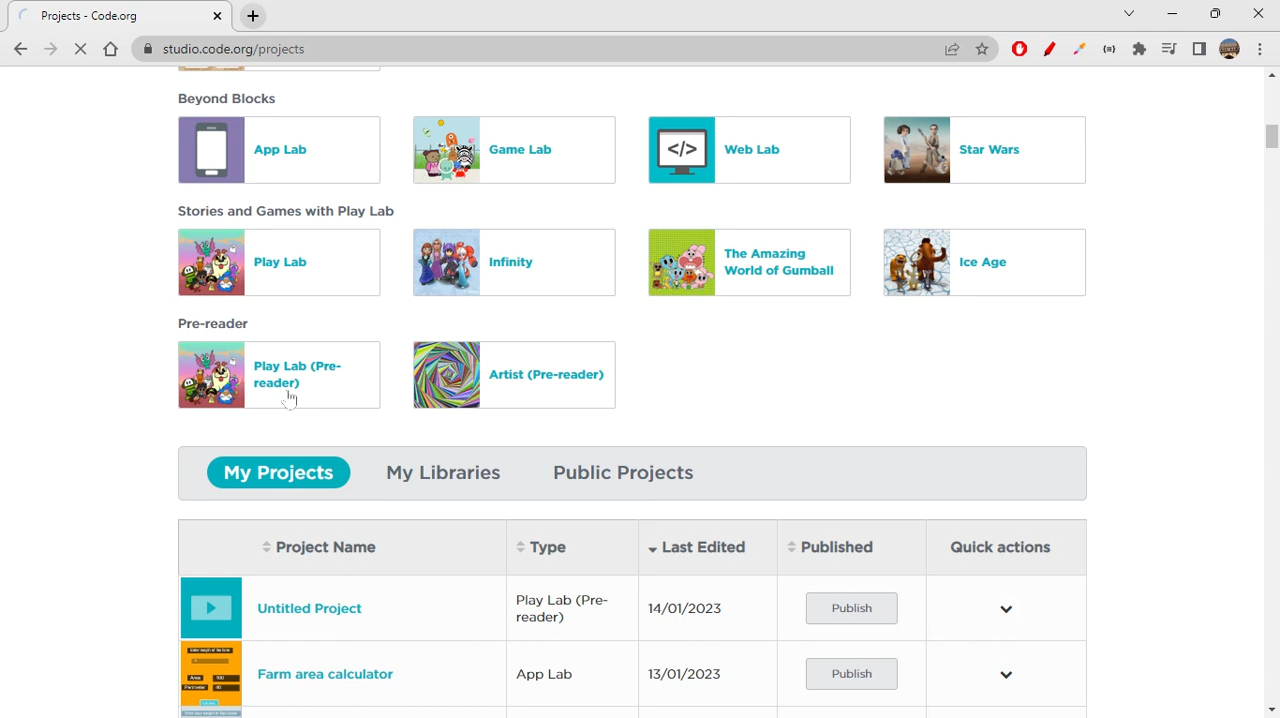 Projects - Code.org
studio.code.org/projects
Beyond Blocks
App Lab
Game Lab
</>
Web Lab
Star Wars
Stories and Games with Play Lab
Play Lab
Infinity
The Amazing
World of Gumball
Ice Age
Pre-reader
Play Lab (Pre-
reader)
Artist (Pre-reader)
My Projects
My Libraries
Public Projects
Project Name
Type
Last Edited
Published
Quick actions
Untitled Project
Play Lab (Pre-
reader)
14/01/2023
Publish
Farm area calculator
App Lab
13/01/2023
Publish
Area
Perimeter